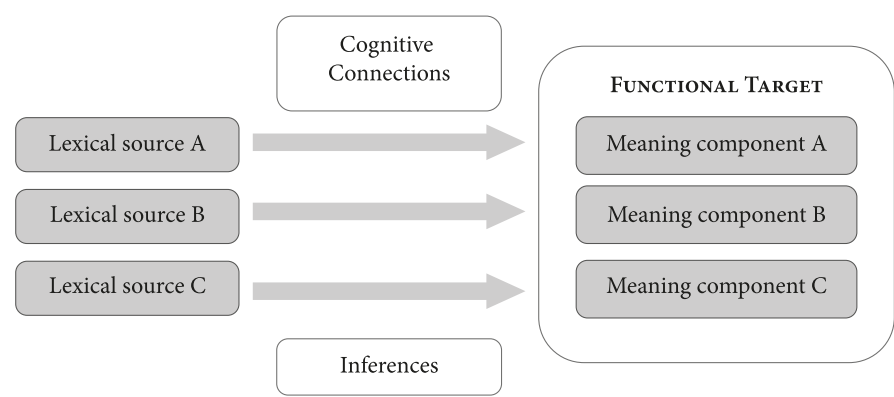 Cognitive
Connections
FUNCTIONAL TARGET
Lexical source A
Meaning component A
Lexical source B
Meaning component B
Lexical source C
Meaning component C
Inferences